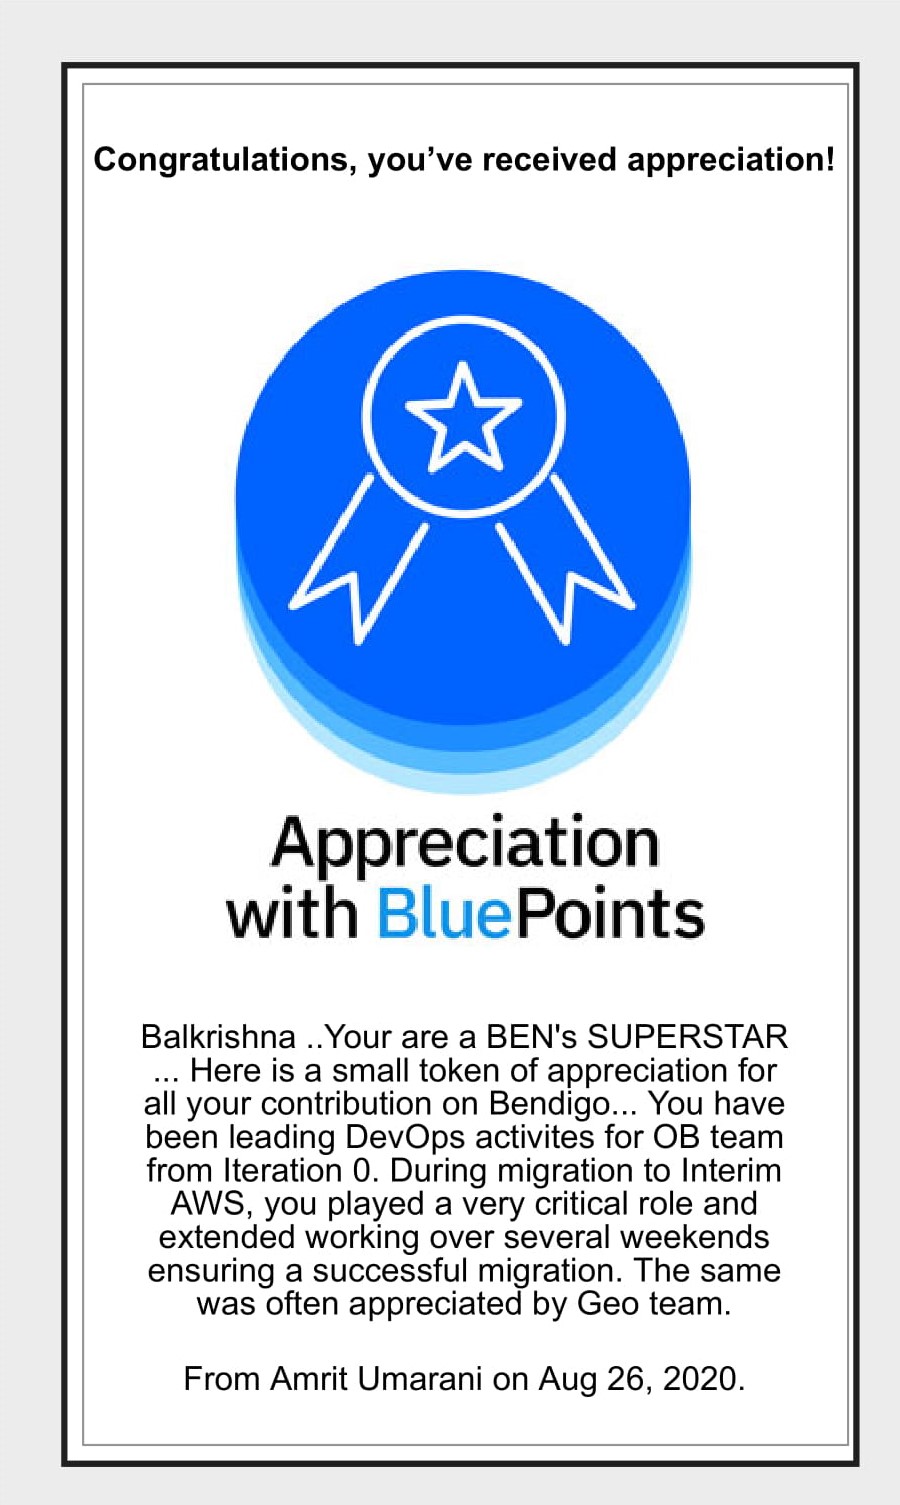 Congratulations, you’ve received appreciation!
Appreciation
with BluePoints
Balkrishna ..Your are a BEN's SUPERSTAR
... Here is a small token of appreciation for
all your contribution on Bendigo... You have
been leading DevOps activites for OB team
from Iteration 0. During migration to Interim
AWS, you played a very critical role and
extended working over several weekends
ensuring a successful migration. The same
was often appreciated by Geo team.
From Amrit Umarani on Aug 26, 2020.